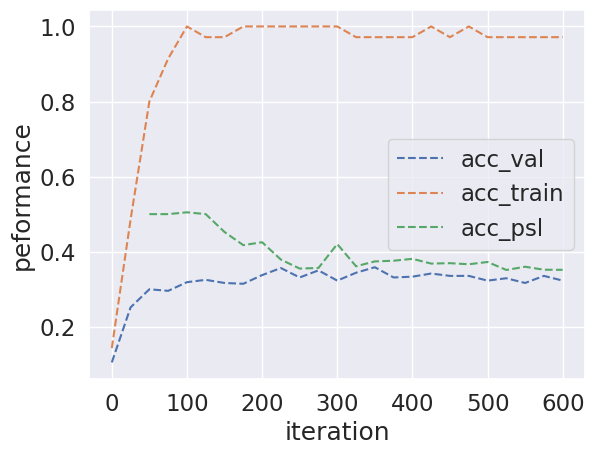 1.0
0.8
0.6
0.4
0.2
peformance
acc_val
acc_train
acc_psl
0 100 200 300 400 500 600
iteration